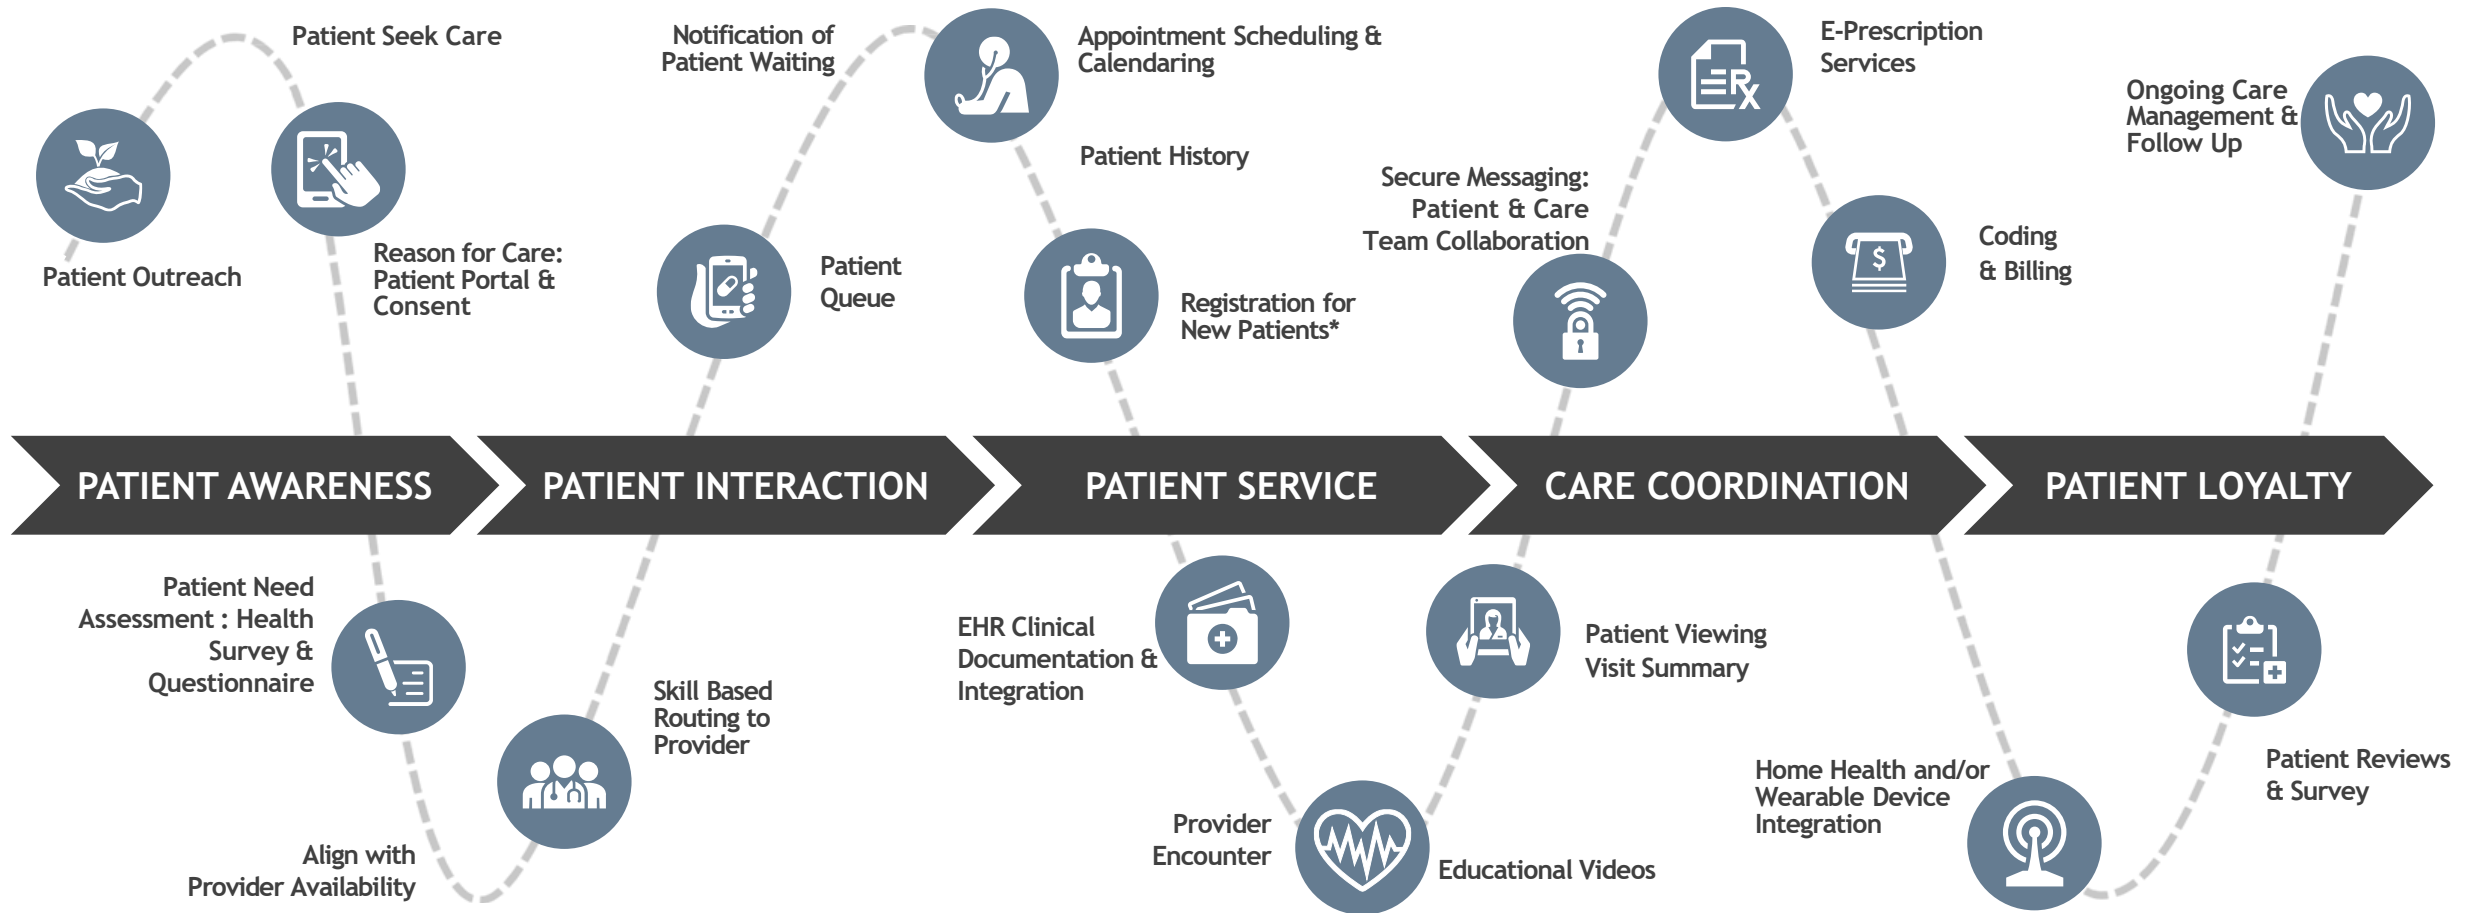 Patient Seek Care
Patient Outreach
Reason for Care:
Patient Portal &
Consent
Notification of
Patient Waiting
Patient
Queue
Appointment Scheduling &
Calendaring
Patient History
Registration for
New Patients*
Secure Messaging:
Patient & Care
Team Collaboration
E-Prescription
Services
Coding
& Billing
Ongoing Care
Management &
Follow Up
PATIENT AWARENESS
PATIENT INTERACTION
PATIENT SERVICE
CARE COORDINATION
PATIENT LOYALTY
Patient Need
Assessment : Health
Survey &
Questionnaire
Align with
Provider Availability
Skill Based
Routing to
Provider
EHR Clinical
Documentation &
Integration
Provider
Encounter
Educational Videos
Patient Viewing
Visit Summary
Home Health and/or
Wearable Device
Integration
Patient Reviews
& Survey
Rx
$